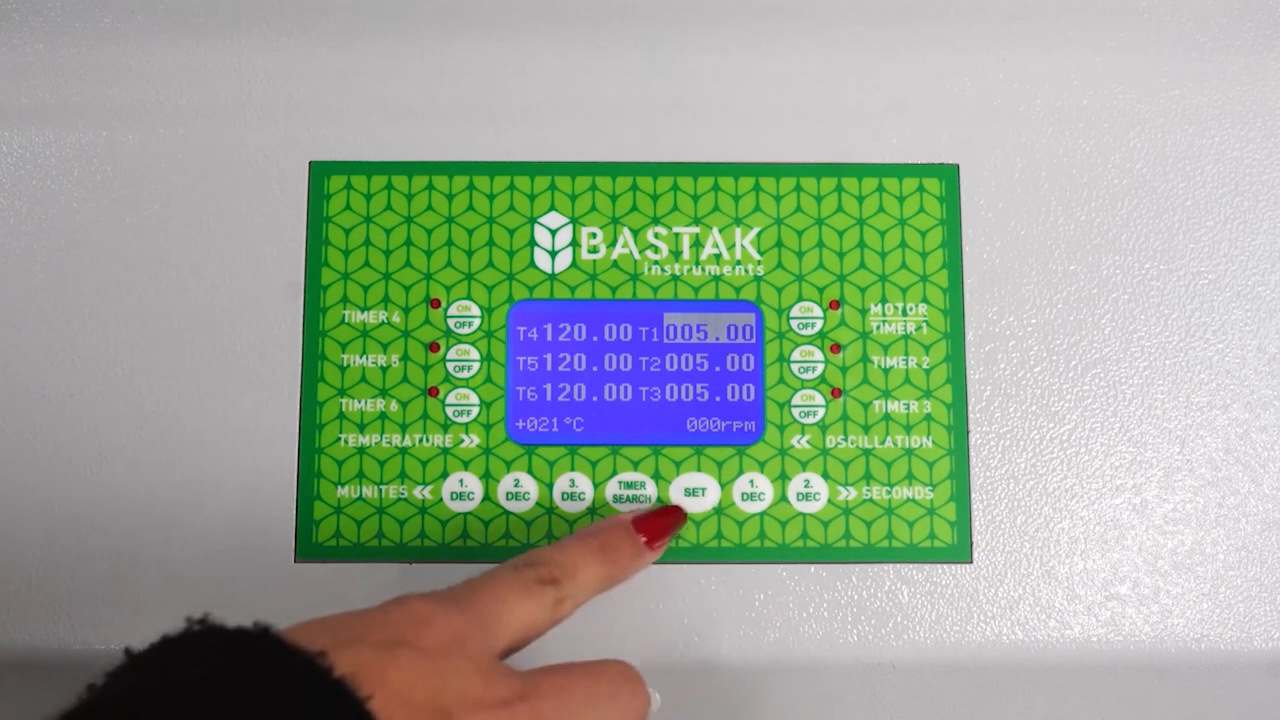 BASTAK
instruments
TIMER 4
ON
OFF
T4 120.00 T1 005.00
ON
OFF
MOTOR
TIMER 1
TIMER 5
ON
OFF
T5 120.00 T2 005.00
ON
OFF
TIMER 2
TIMER 6
ON
OFF
T6 120.00 T3 005.00
ON
OFF
TIMER 3
TEMPERATURE
+021°C 000rpm
OSCILLATION
MUNITES
1.
DEC
2.
DEC
3.
DEC
TIMER
SEARCH
SET
1.
DEC
2.
DEC
SECONDS